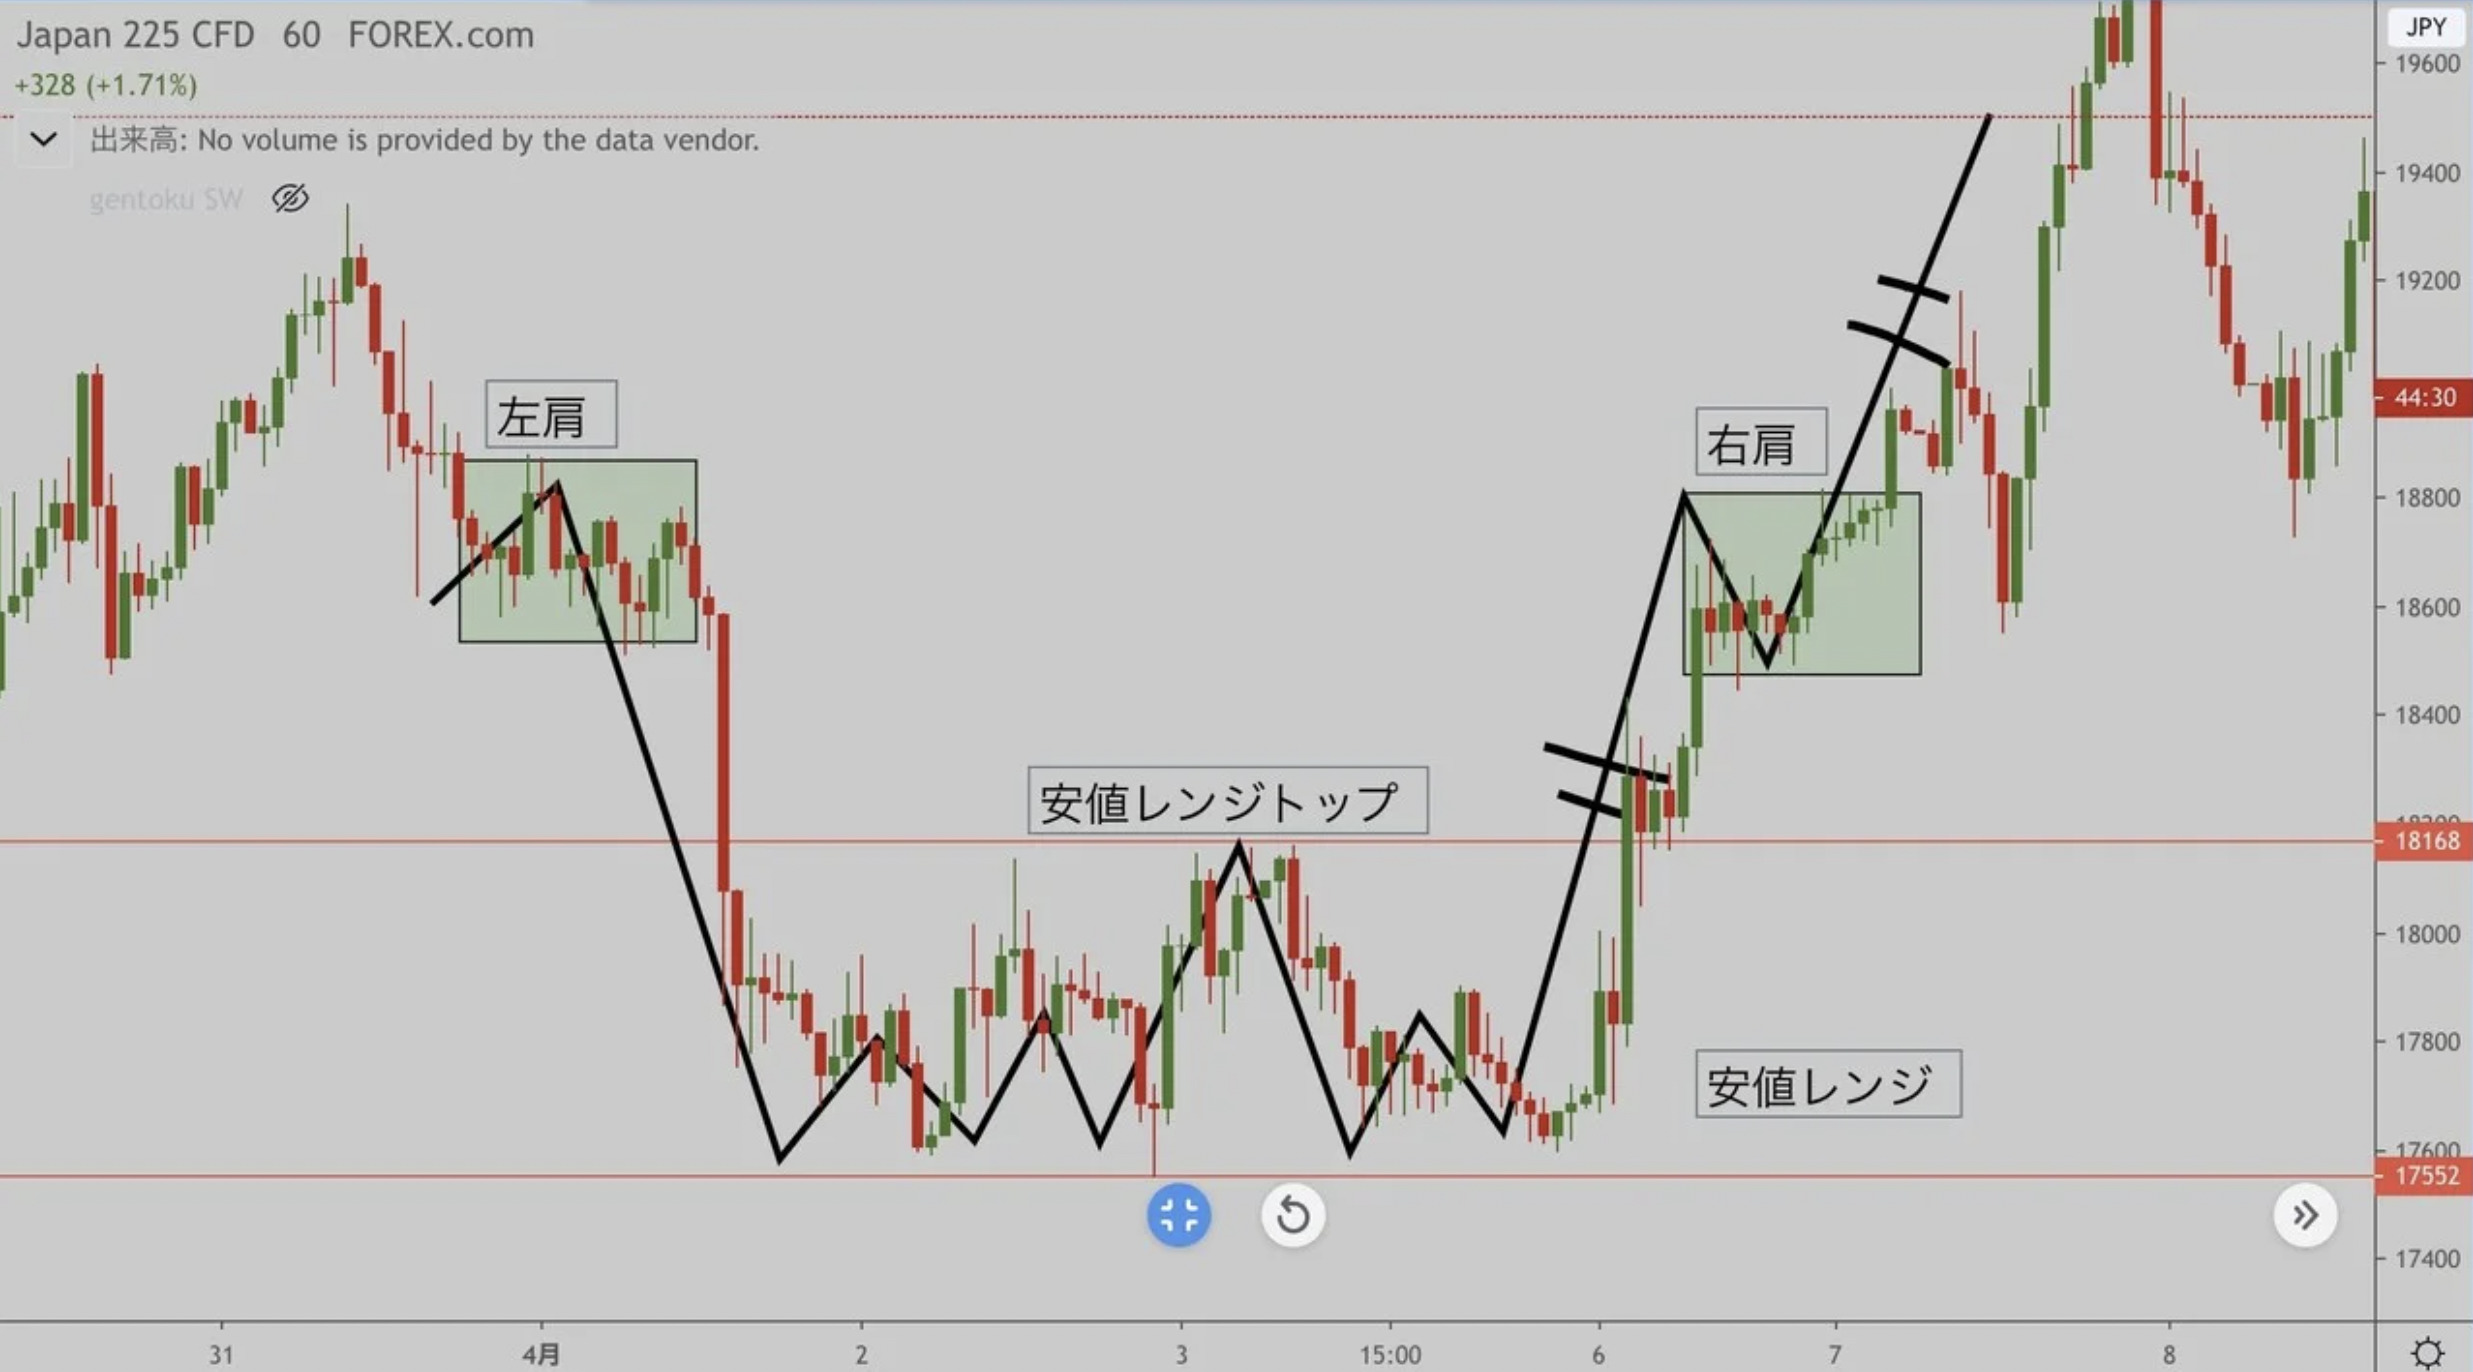 Japan 225 CFD 60 FOREX.com
+328 (+1.71%)
出来高: No volume is provided by the data vendor.
gentoku SW
JPY
19600
19400
19200
44:30
18800
18600
18400
18168
18000
17800
17600
17552
17400
左肩
右肩
安値レンジトップ
安値レンジ
31 4月 2 3 15:00 6 7 8